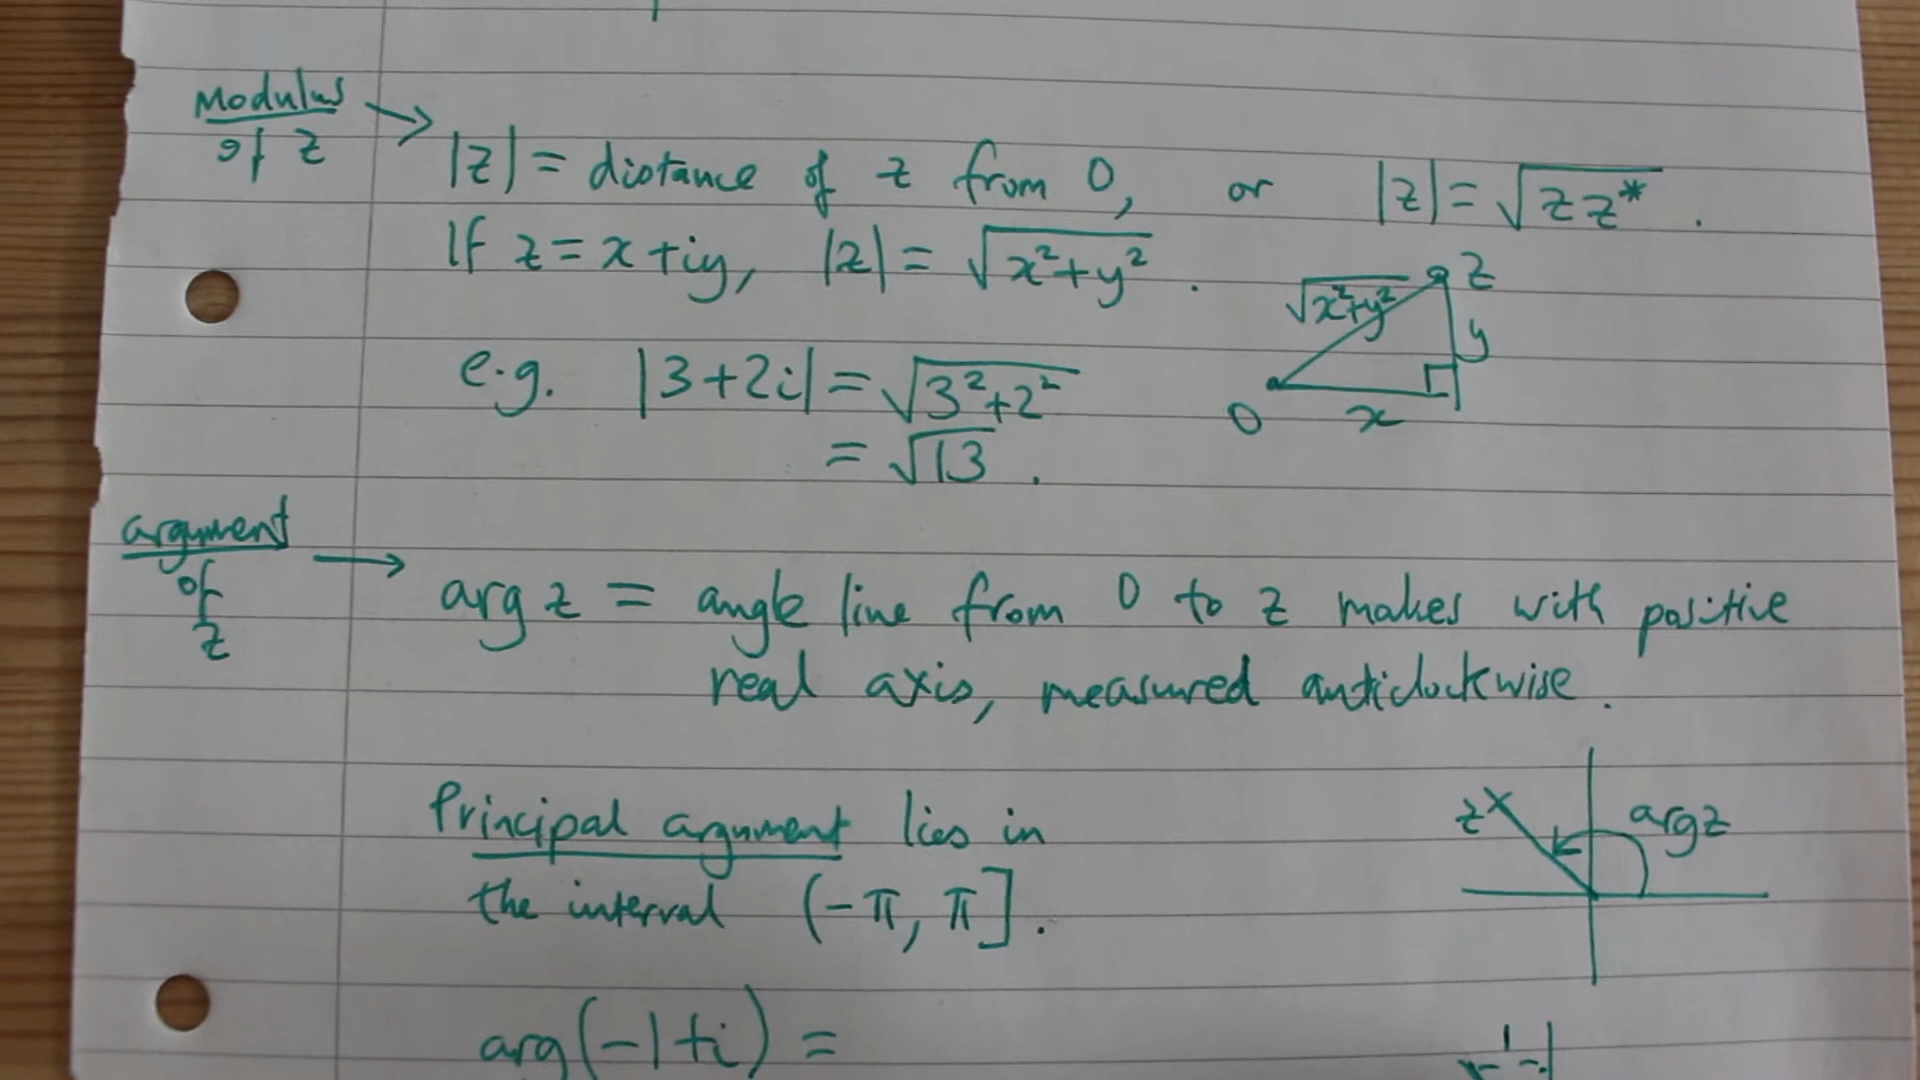 Modulus
of z
|z| = distance of z from 0, or |z| = √zz* .
If z = x + iy, |z| = √x²+y² .
z
√x²+y²
y
0
x
e.g. |3+2i| = √3²+2²
= √13 .
argument
of
z
arg z = angle line from 0 to z makes with positive
real axis, measured anticlockwise .
Principal argument lies in
the interval (-π, π] .
z
arg z
arg(-1+i) =